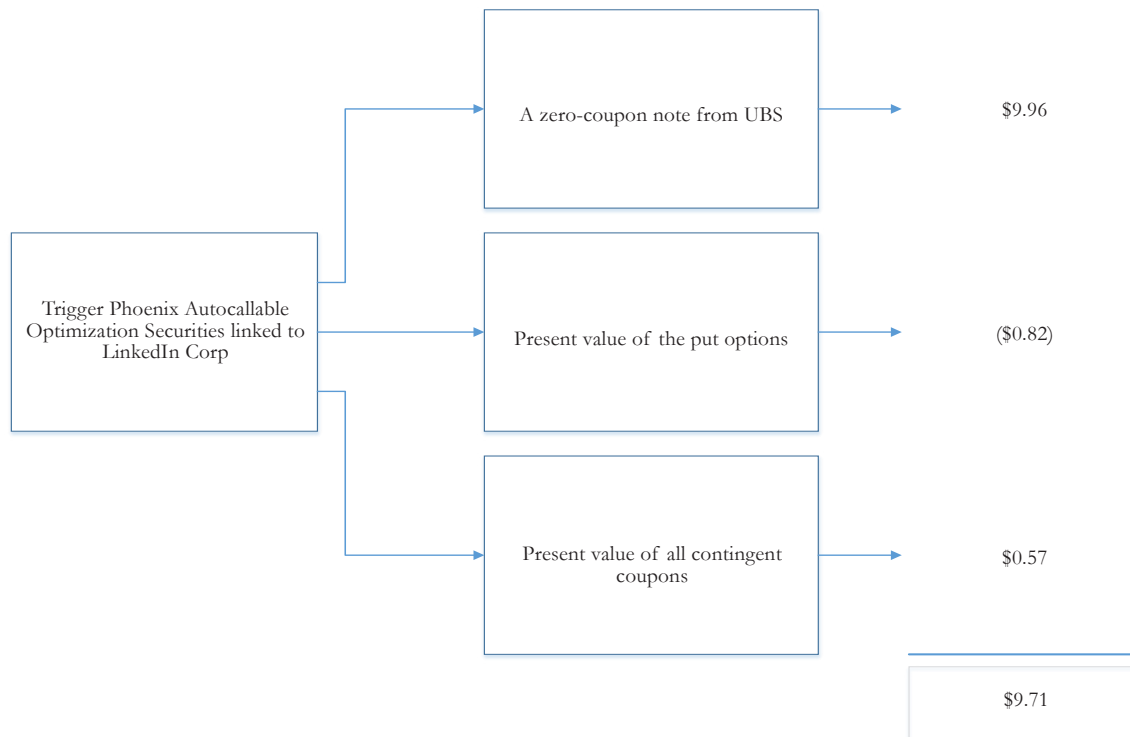 A zero-coupon note from UBS
$9.96
Trigger Phoenix Autocallable
Optimization Securities linked to
LinkedIn Corp
Present value of the put options
($0.82)
Present value of all contingent
coupons
$0.57
$9.71